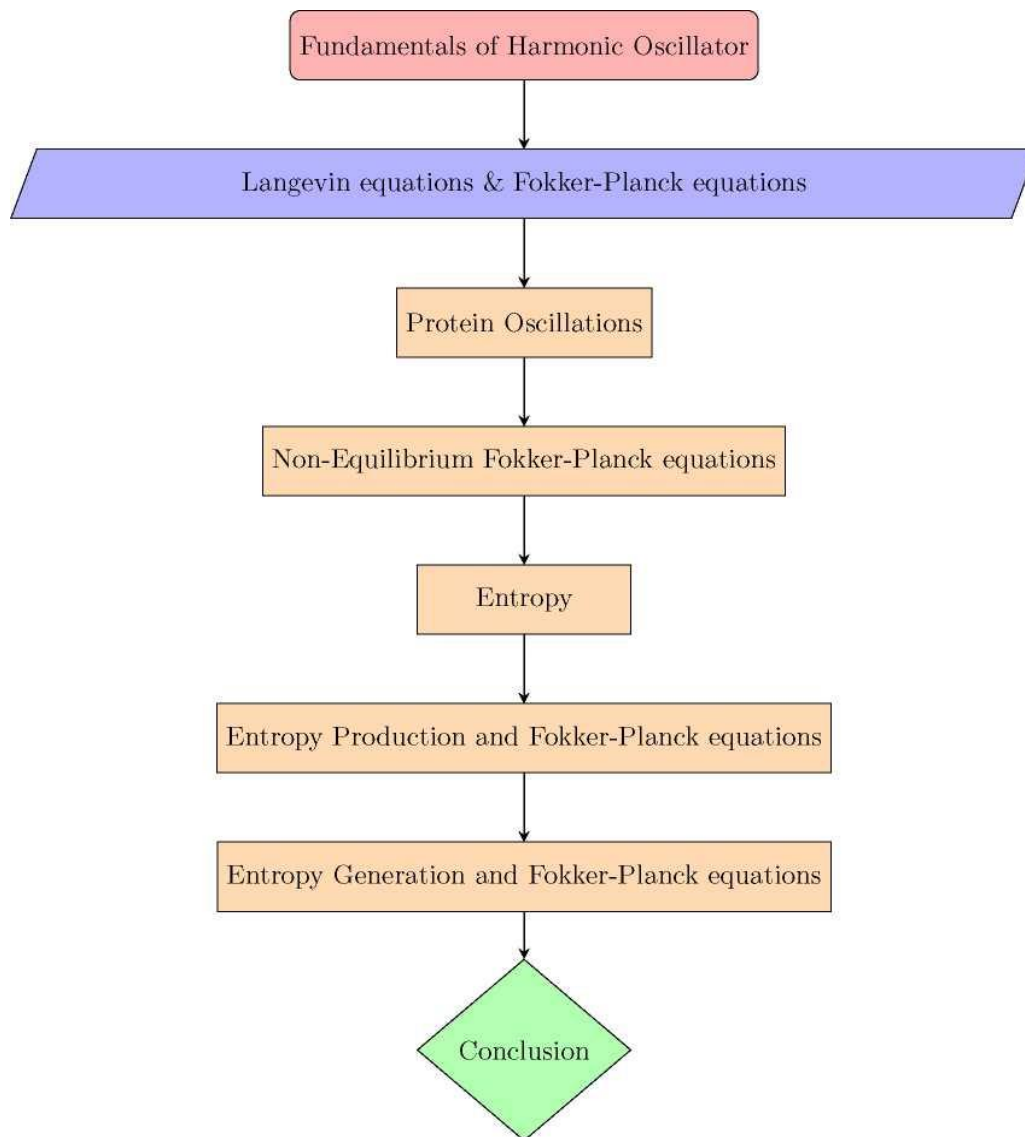 Fundamentals of Harmonic Oscillator
Langevin equations & Fokker-Planck equations
Protein Oscillations
Non-Equilibrium Fokker-Planck equations
Entropy
Entropy Production and Fokker-Planck equations
Entropy Generation and Fokker-Planck equations
Conclusion